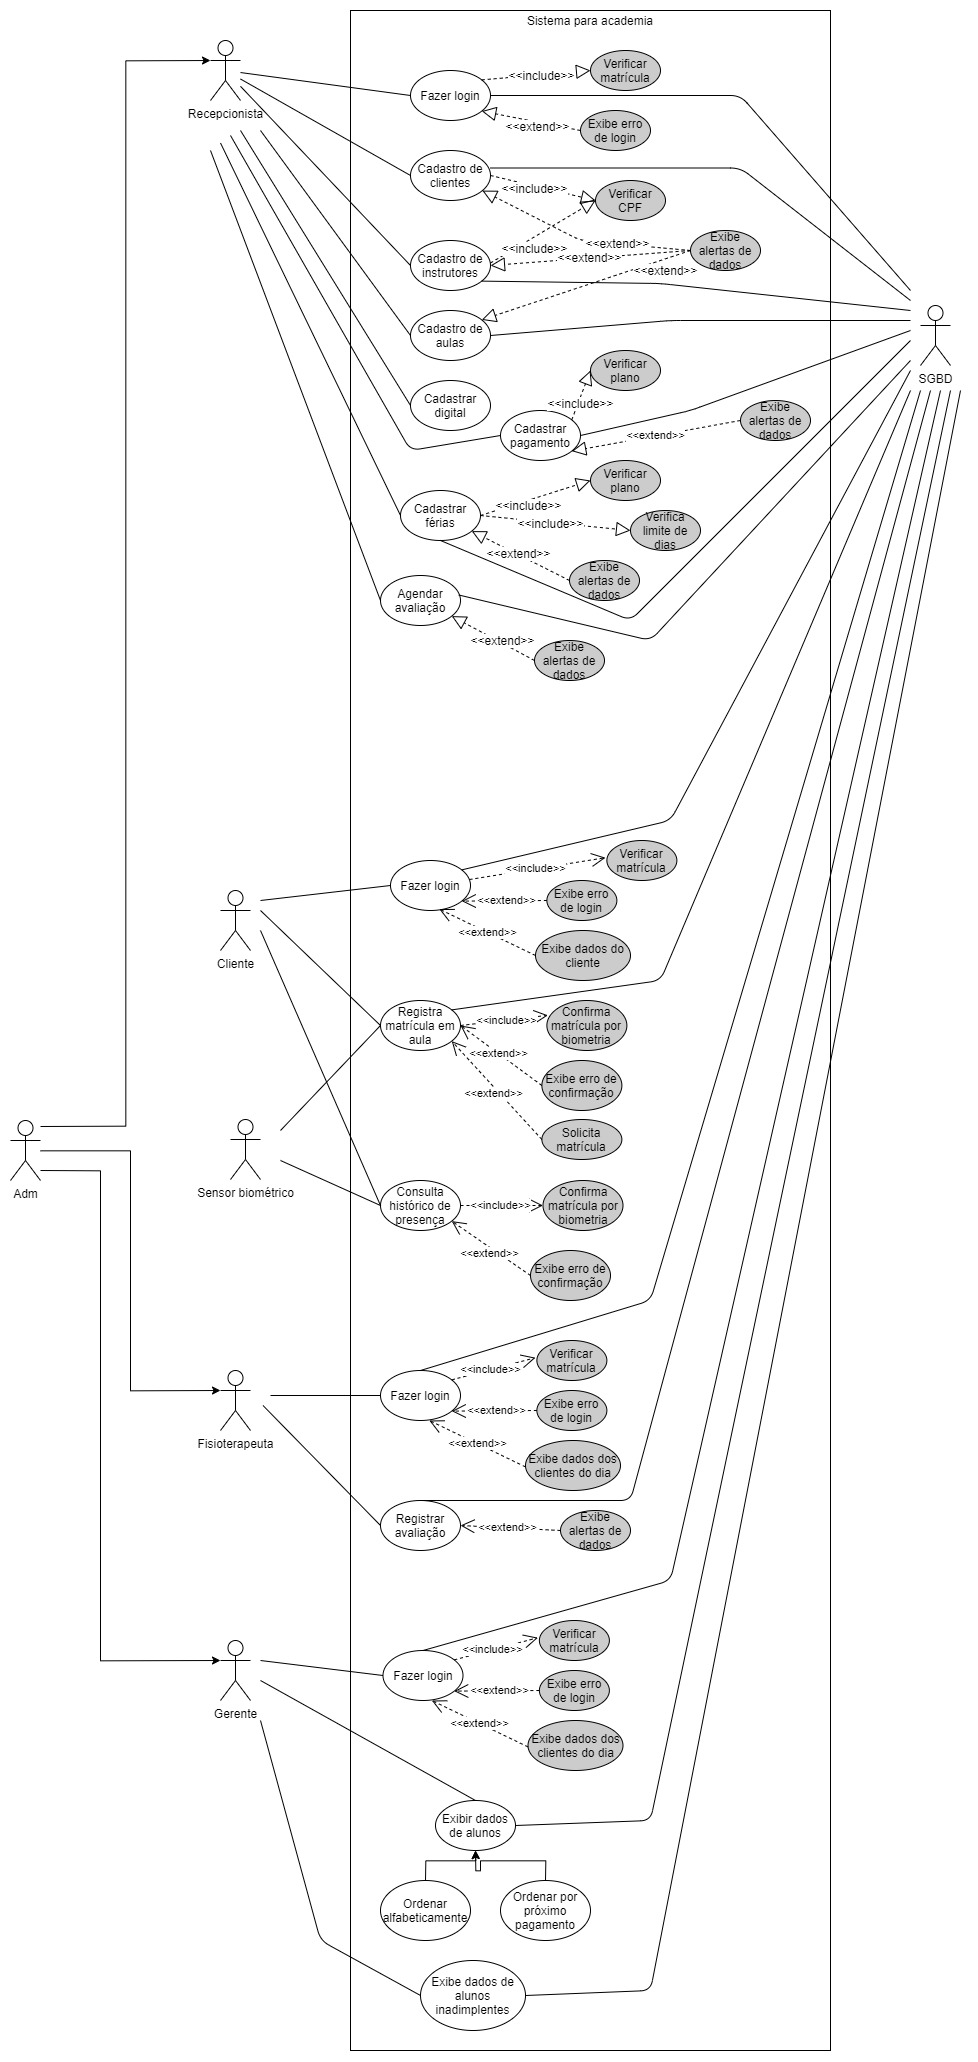 Sistema para academia
Recepcionista
Fazer login
<<include>>
Verificar
matrícula
<<extend>>
Exibe erro
de login
Cadastro de
clientes
<<include>>
Verificar
CPF
<<extend>>
Cadastro de
instrutores
<<include>>
<<extend>>
Exibe
alertas de
dados
<<extend>>
Cadastro de
aulas
SGBD
Cadastrar
digital
Verificar
plano
<<include>>
Cadastrar
pagamento
<<extend>>
Exibe
alertas de
dados
Cadastrar
férias
<<include>>
Verificar
plano
<<include>>
Verifica
limite de
dias
<<extend>>
Exibe
alertas de
dados
Agendar
avaliação
<<extend>>
Exibe
alertas de
dados
Cliente
Fazer login
<<include>>
Verificar
matrícula
<<extend>>
Exibe erro
de login
<<extend>>
Exibe dados do
cliente
Registra
matrícula em
aula
<<include>>
Confirma
matrícula por
biometria
<<extend>>
Exibe erro de
confirmação
<<extend>>
Solicita
matrícula
Adm
Sensor biométrico
Consulta
histórico de
presença
<<include>>
Confirma
matrícula por
biometria
<<extend>>
Exibe erro de
confirmação
Fisioterapeuta
Fazer login
<<include>>
Verificar
matrícula
<<extend>>
Exibe erro
de login
<<extend>>
Exibe dados dos
clientes do dia
Registrar
avaliação
<<extend>>
Exibe
alertas de
dados
Gerente
Fazer login
<<include>>
Verificar
matrícula
<<extend>>
Exibe erro
de login
<<extend>>
Exibe dados dos
clientes do dia
Exibir dados
de alunos
Ordenar
alfabeticamente
Ordenar por
próximo
pagamento
Exibe dados de
alunos
inadimplentes